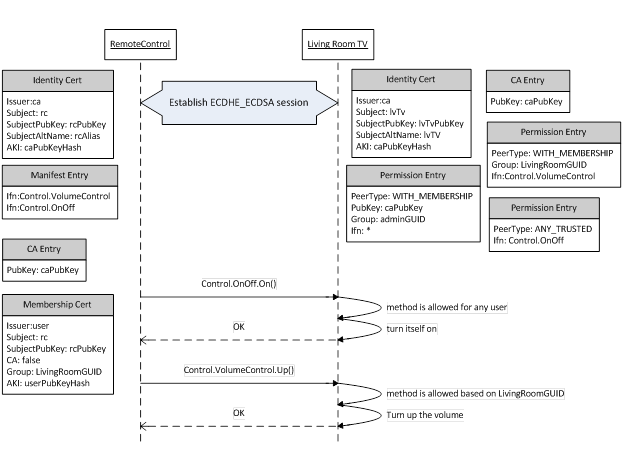 RemoteControl
Living Room TV
Establish ECDHE_ECDSA session
Identity Cert
Issuer:ca
Subject: rc
SubjectPubKey: rcPubKey
SubjectAltName: rcAlias
AKI: caPubKeyHash
Manifest Entry
Ifn:Control.VolumeControl
Ifn:Control.OnOff
CA Entry
PubKey: caPubKey
Membership Cert
Issuer:user
Subject: rc
SubjectPubKey: rcPubKey
CA: false
Group: LivingRoomGUID
AKI: userPubKeyHash
Identity Cert
Issuer:ca
Subject: lvTv
SubjectPubKey: lvTvPubKey
SubjectAltName: lvTV
AKI: caPubKeyHash
CA Entry
PubKey: caPubKey
Permission Entry
PeerType: WITH_MEMBERSHIP
Group: LivingRoomGUID
Ifn:Control.VolumeControl
Permission Entry
PeerType: WITH_MEMBERSHIP
PubKey: caPubKey
Group: adminGUID
Ifn: *
Permission Entry
PeerType: ANY_TRUSTED
Ifn: Control.OnOff
Control.OnOff.On()
method is allowed for any user
OK
turn itself on
Control.VolumeControl.Up()
method is allowed based on LivingRoomGUID
OK
Turn up the volume